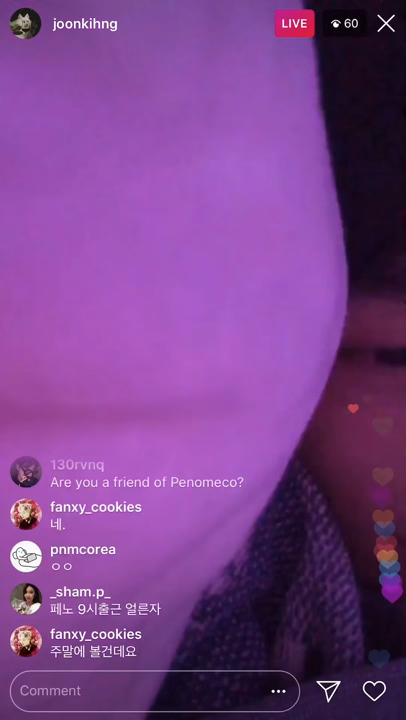 joonkihng
LIVE
60
130rvnq
Are you a friend of Penomeco?
fanxy_cookies
네.
pnmcorea
ㅇㅇ
_sham.p_
페노 9시출근 얼른자
fanxy_cookies
주말에 볼건데요
Comment